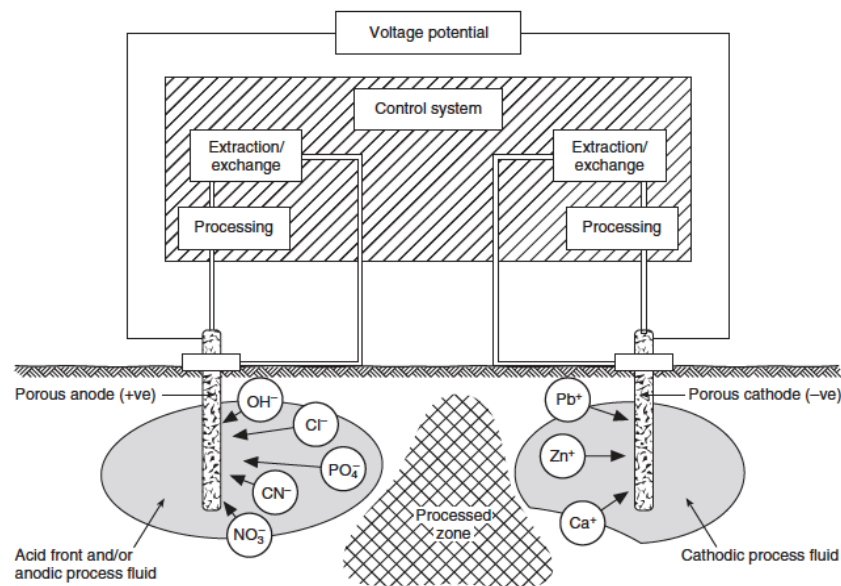 Voltage potential
Control system
Extraction/
exchange
Extraction/
exchange
Processing
Processing
Porous anode (+ve)
Porous cathode (–ve)
OH⁻
Cl⁻
PO₄⁻
CN⁻
NO₃⁻
Pb⁺
Zn⁺
Ca⁺
Processed
zone
Acid front and/or
anodic process fluid
Cathodic process fluid